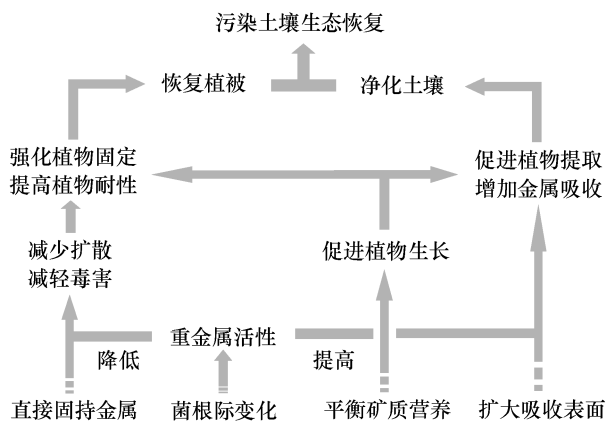 污染土壤生态恢复
恢复植被
净化土壤
强化植物固定
提高植物耐性
促进植物提取
增加金属吸收
减少扩散
减轻毒害
促进植物生长
重金属活性
降低
提高
直接固持金属
菌根际变化
平衡矿质营养
扩大吸收表面